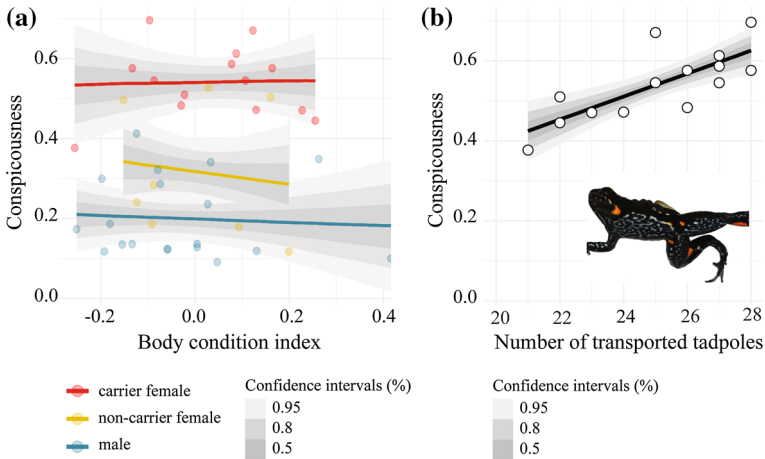 (a)
(b)
Conspicuousness
0.6
0.4
0.2
0.0
-0.2 0.0 0.2 0.4
Body condition index
Conspicuousness
0.6
0.4
0.2
0.0
20 22 24 26 28
Number of transported tadpoles
carrier female
non-carrier female
male
Confidence intervals (%)
0.95
0.8
0.5
Confidence intervals (%)
0.95
0.8
0.5